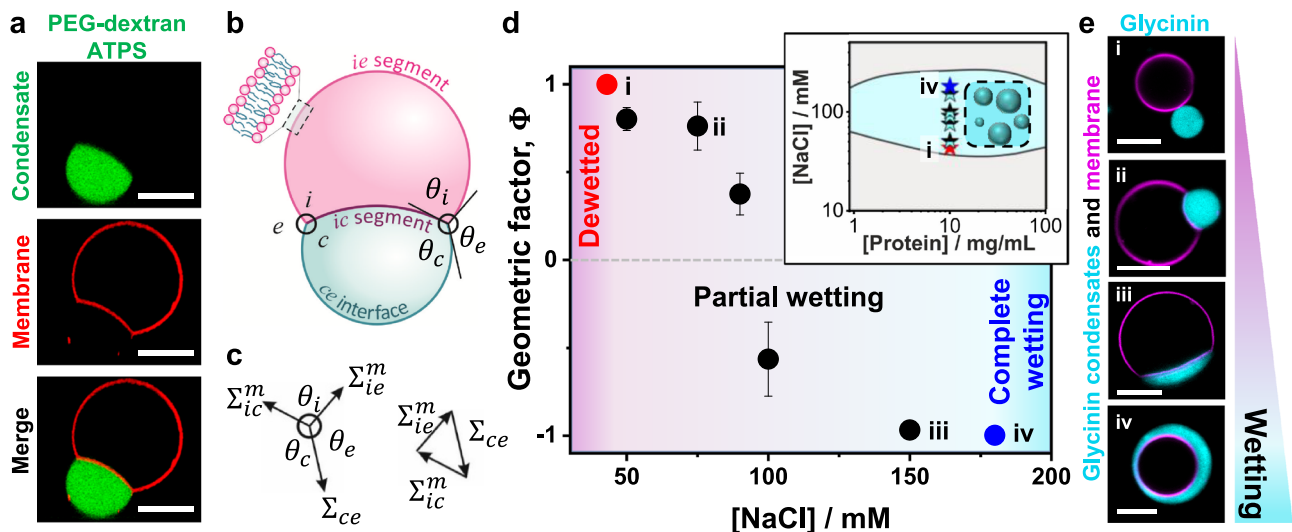 a
PEG-dextran
ATPS
Condensate
Membrane
Merge
b
ie segment
i
e
c
ic segment
θi
θe
θc
ce interface
c
Σ^m_ic
θi
Σ^m_ie
θc
θe
Σce
Σ^m_ie
Σce
Σ^m_ic
d
Geometric factor, Φ
1
0
-1
Dewetted
i
ii
Partial wetting
iii
Complete
wetting
iv
50
100
150
200
[NaCl] / mM
[NaCl] / mM
100
10
iv
i
1
10
100
[Protein] / mg/mL
e
Glycinin
Glycinin condensates and membrane
i
ii
iii
iv
Wetting